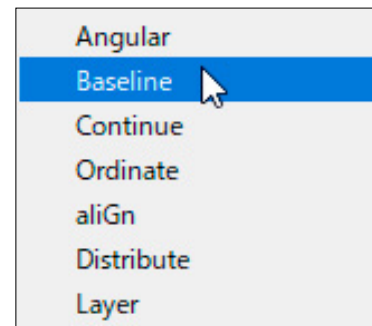 Angular
Baseline
Continue
Ordinate
aliGn
Distribute
Layer